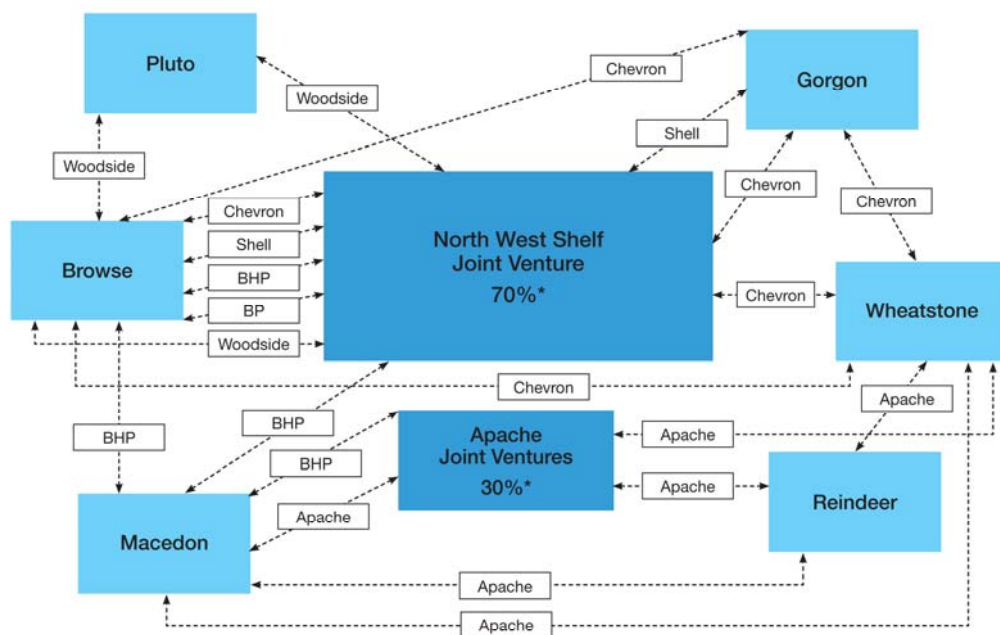 Pluto
Gorgon
Chevron
Woodside
Shell
Woodside
Chevron
Chevron
Chevron
Shell
BHP
BP
Woodside
Browse
North West Shelf
Joint Venture
70%*
Chevron
Wheatstone
Chevron
Apache
BHP
BHP
BHP
Apache
Joint Ventures
30%*
Apache
Apache
Apache
Reindeer
Macedon
Apache
Apache